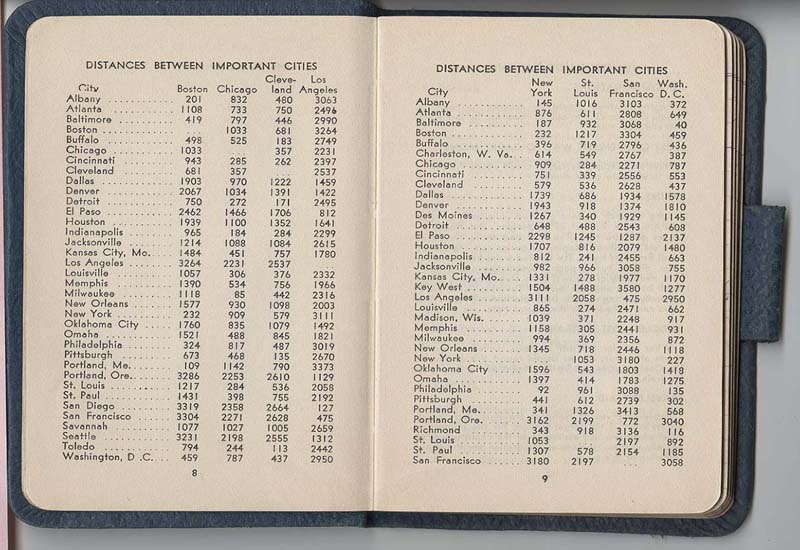 DISTANCES BETWEEN IMPORTANT CITIES
Cleve- Los
City Boston Chicago land Angeles
Albany ........... 201 832 480 3063
Atlanta ........... 1108 733 750 2496
Baltimore ......... 419 797 446 2990
Boston ........... ... 1033 681 3264
Buffalo ........... 498 525 183 2749
Chicago .......... 1033 ... 357 2231
Cincinnati ........ 943 285 262 2397
Cleveland ........ 681 357 ... 2537
Dallas ............ 1903 970 1222 1459
Denver ........... 2067 1034 1391 1422
Detroit ........... 750 272 171 2495
El Paso ........... 2462 1466 1706 812
Houston .......... 1939 1100 1352 1641
Indianapolis ...... 965 184 284 2299
Jacksonville ...... 1214 1088 1084 2615
Kansas City, Mo. .. 1484 451 757 1780
Los Angeles ...... 3264 2231 2537 ...
Louisville ......... 1057 306 376 2332
Memphis ......... 1390 534 756 1966
Milwaukee ....... 1118 85 442 2316
New Orleans ..... 1577 930 1098 2003
New York ........ 232 909 579 3111
Oklahoma City ... 1760 835 1079 1492
Omaha .......... 1521 488 845 1821
Philadelphia ...... 324 817 487 3019
Pittsburgh ........ 673 468 135 2670
Portland, Me. ..... 109 1142 790 3373
Portland, Ore. .... 3286 2253 2610 1129
St. Louis .......... 1217 284 536 2058
St. Paul .......... 1431 398 755 2192
San Diego ....... 3319 2358 2664 127
San Francisco .... 3304 2271 2628 475
Savannah ........ 1077 1027 1005 2659
Seattle ........... 3231 2198 2555 1312
Toledo ........... 794 244 113 2442
Washington, D .C. .. 459 787 437 2950
8
DISTANCES BETWEEN IMPORTANT CITIES
New St. San Wash.
City York Louis Francisco D. C.
Albany ........... 145 1016 3103 372
Atlanta ........... 876 611 2808 649
Baltimore ......... 187 932 3068 40
Boston ........... 232 1217 3304 459
Buffalo ........... 396 719 2796 436
Charleston, W. Va. .. 614 549 2767 387
Chicago .......... 909 284 2271 787
Cincinnati ........ 751 339 2556 553
Cleveland ........ 579 536 2628 437
Dallas ............ 1739 686 1934 1578
Denver ........... 1943 918 1374 1810
Des Moines ...... 1267 340 1929 1145
Detroit ........... 648 488 2543 608
El Paso ........... 2298 1245 1287 2137
Houston .......... 1707 816 2079 1480
Indianapolis ...... 812 241 2455 663
Jacksonville ...... 982 966 3058 755
Kansas City, Mo. .. 1331 278 1977 1170
Key West ........ 1504 1488 3580 1277
Los Angeles ...... 3111 2058 475 2950
Louisville ......... 865 274 2471 662
Madison, Wis. .... 1039 371 2248 917
Memphis ......... 1158 305 2441 931
Milwaukee ....... 994 369 2356 872
New Orleans ..... 1345 718 2446 1118
New York ........ ... 1053 3180 227
Oklahoma City ... 1596 543 1803 1418
Omaha .......... 1397 414 1783 1275
Philadelphia ...... 92 961 3088 135
Pittsburgh ........ 441 612 2739 302
Portland, Me. ..... 341 1326 3413 568
Portland, Ore. .... 3162 2199 772 3040
Richmond ........ 343 918 3136 116
St. Louis .......... 1053 ... 2197 892
St. Paul .......... 1307 578 2154 1185
San Francisco .... 3180 2197 ... 3058
9